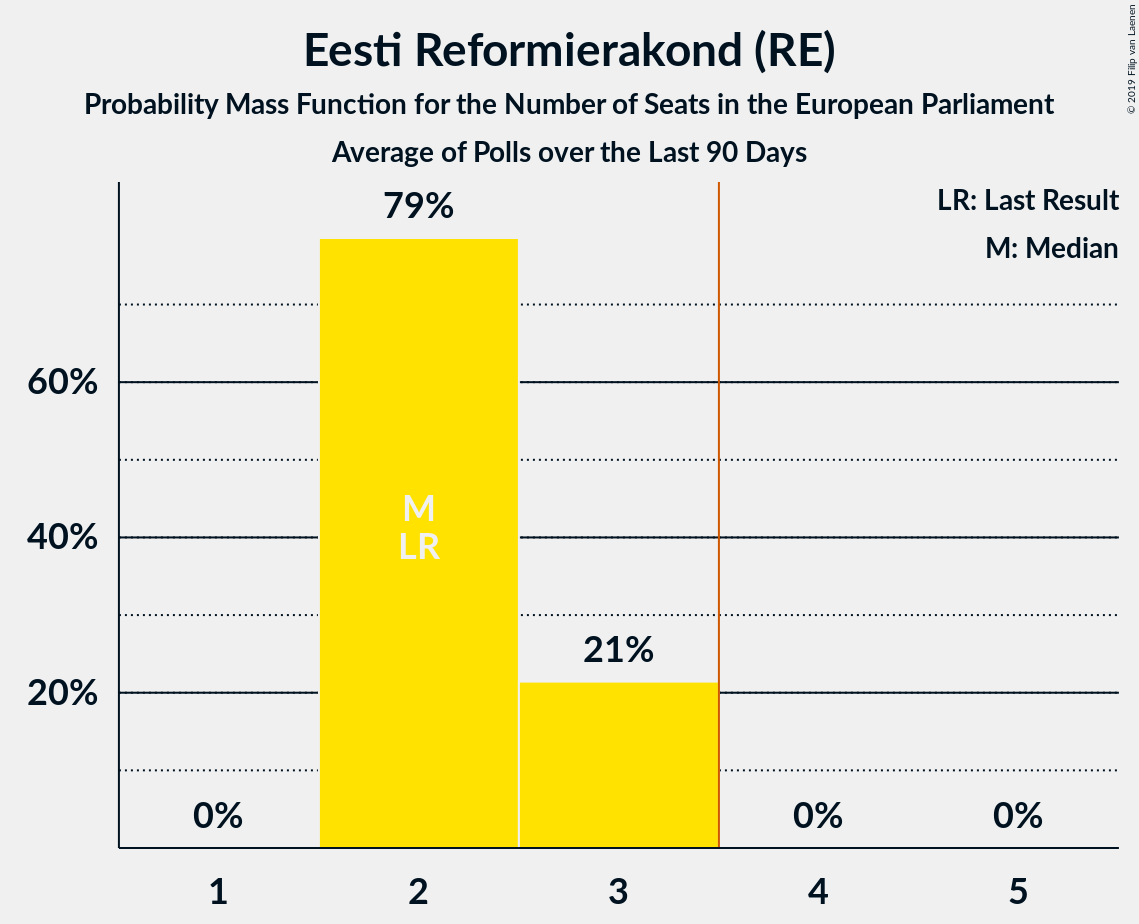 Eesti Reformierakond (RE)
Probability Mass Function for the Number of Seats in the European Parliament
Average of Polls over the Last 90 Days
© 2019 Filip van Laenen
LR: Last Result
M: Median
79%
60%
M
40%
LR
21%
20%
0%
0%
0%
1
2
3
4
5